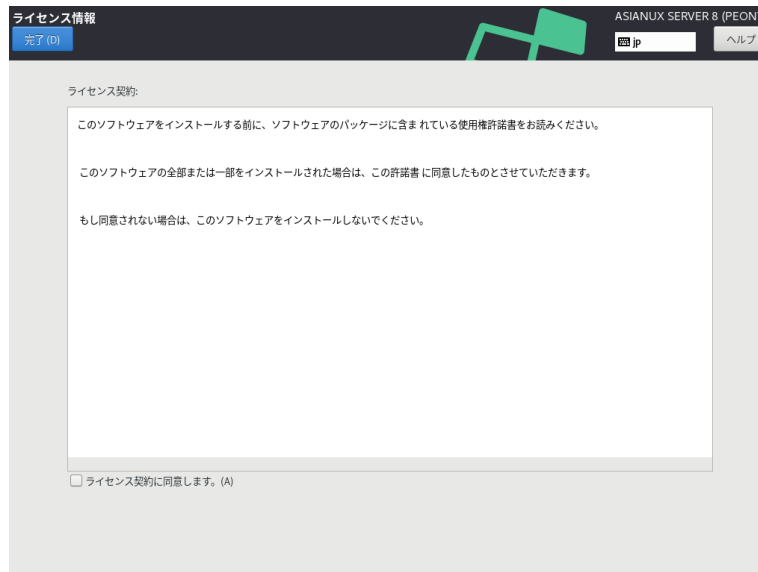 ライセンス情報
ASIANUX SERVER 8 (PEON
完了(D)
jp
ヘルプ
ライセンス契約:
このソフトウェアをインストールする前に、ソフトウェアのパッケージに含ま れている使用権許諾書をお読みください。
このソフトウェアの全部または一部をインストールされた場合は、この許諾書 に同意したものとさせていただきます。
もし同意されない場合は、このソフトウェアをインストールしないでください。
ライセンス契約に同意します。(A)